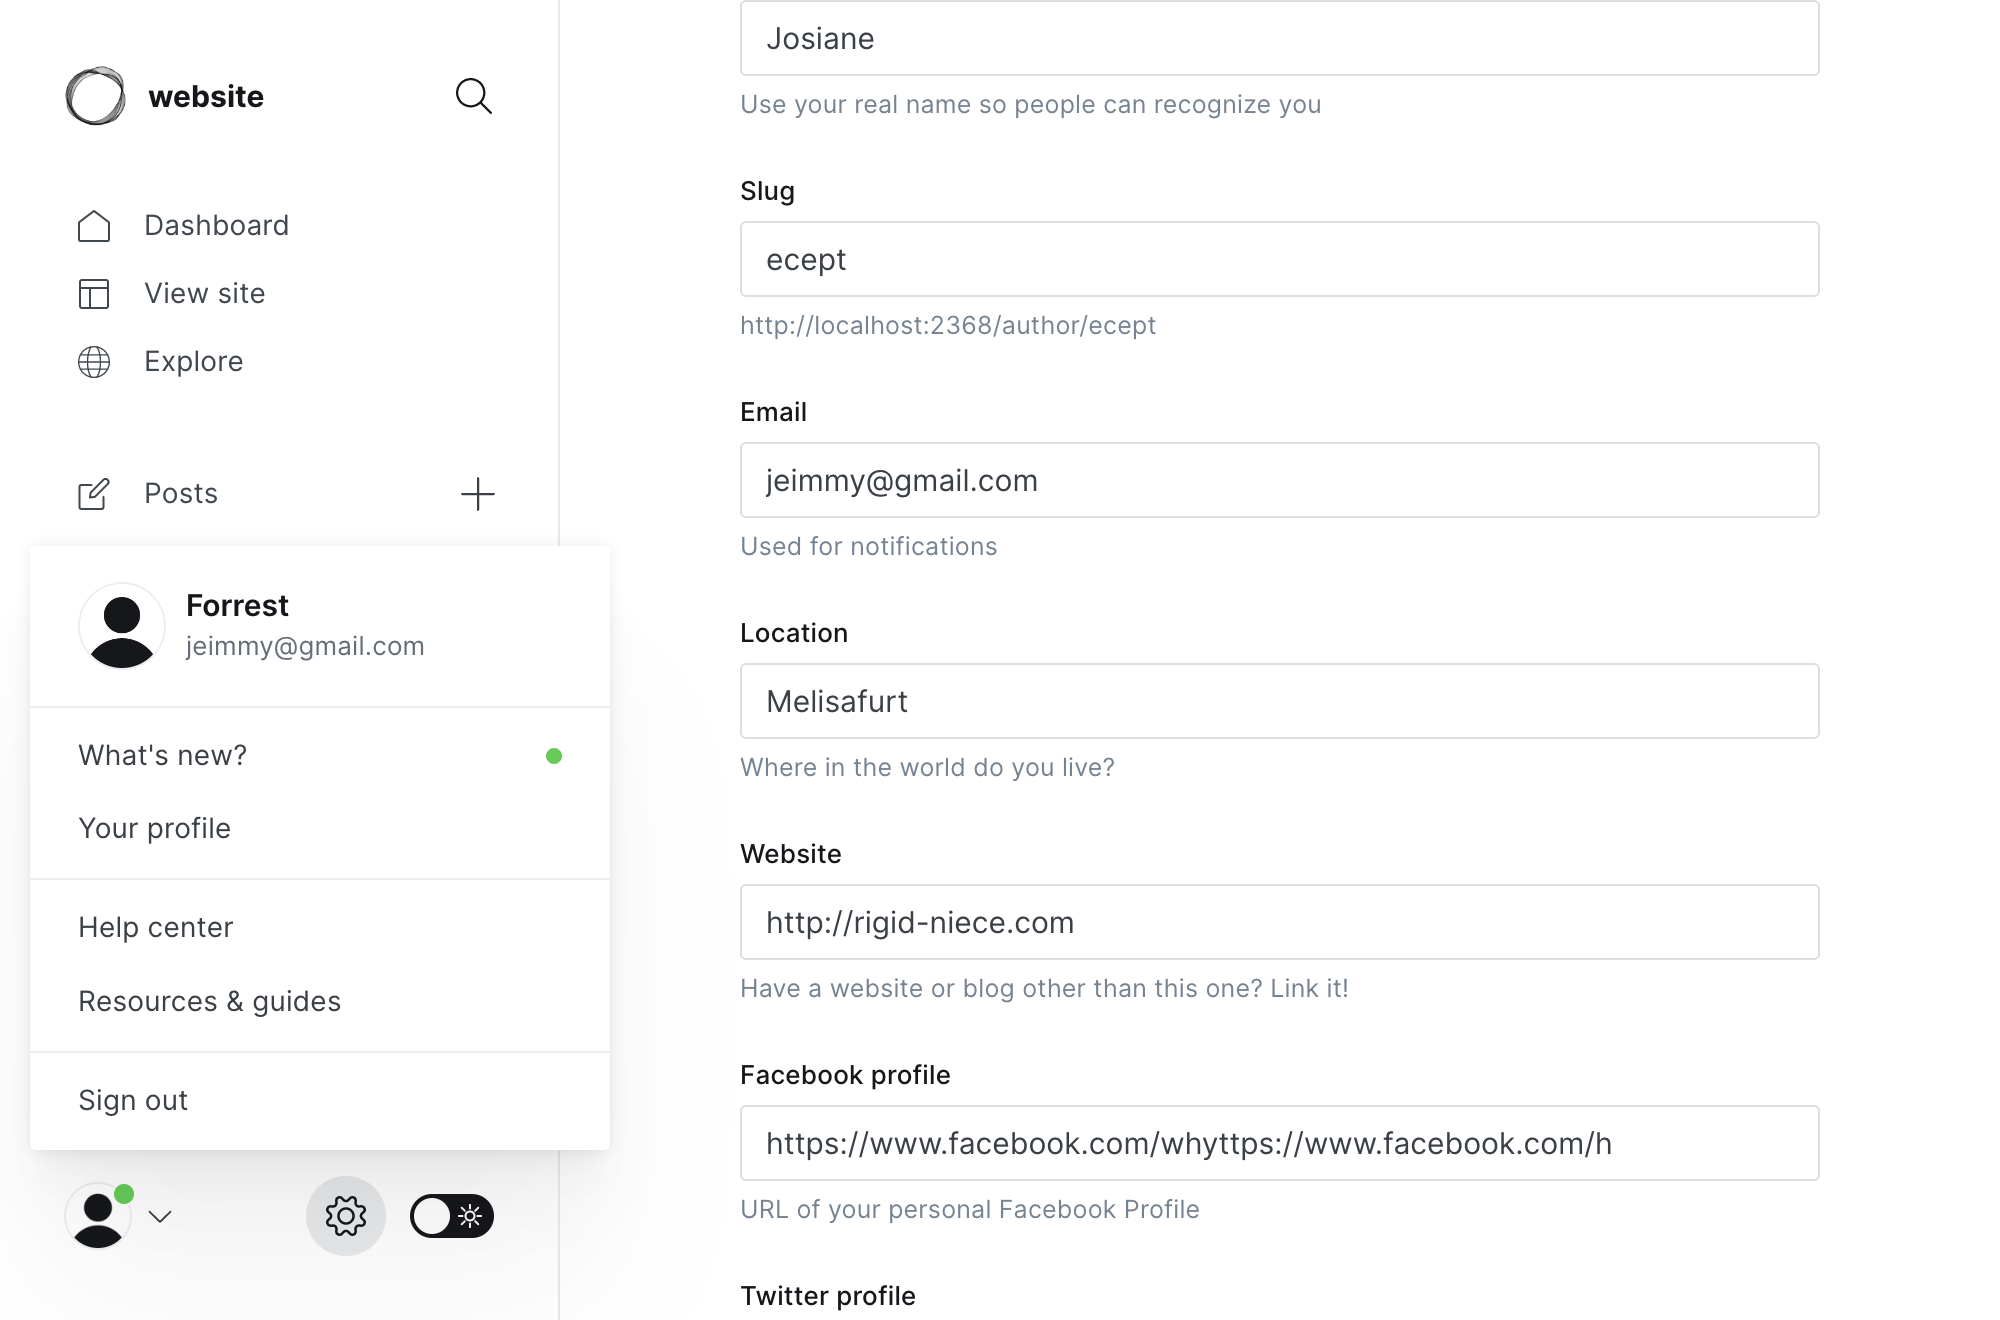 website
Dashboard
View site
Explore
Posts
Forrest
jeimmy@gmail.com
What's new?
Your profile
Help center
Resources & guides
Sign out
Josiane
Use your real name so people can recognize you
Slug
ecept
http://localhost:2368/author/ecept
Email
jeimmy@gmail.com
Used for notifications
Location
Melisafurt
Where in the world do you live?
Website
http://rigid-niece.com
Have a website or blog other than this one? Link it!
Facebook profile
https://www.facebook.com/whyttps://www.facebook.com/h
URL of your personal Facebook Profile
Twitter profile